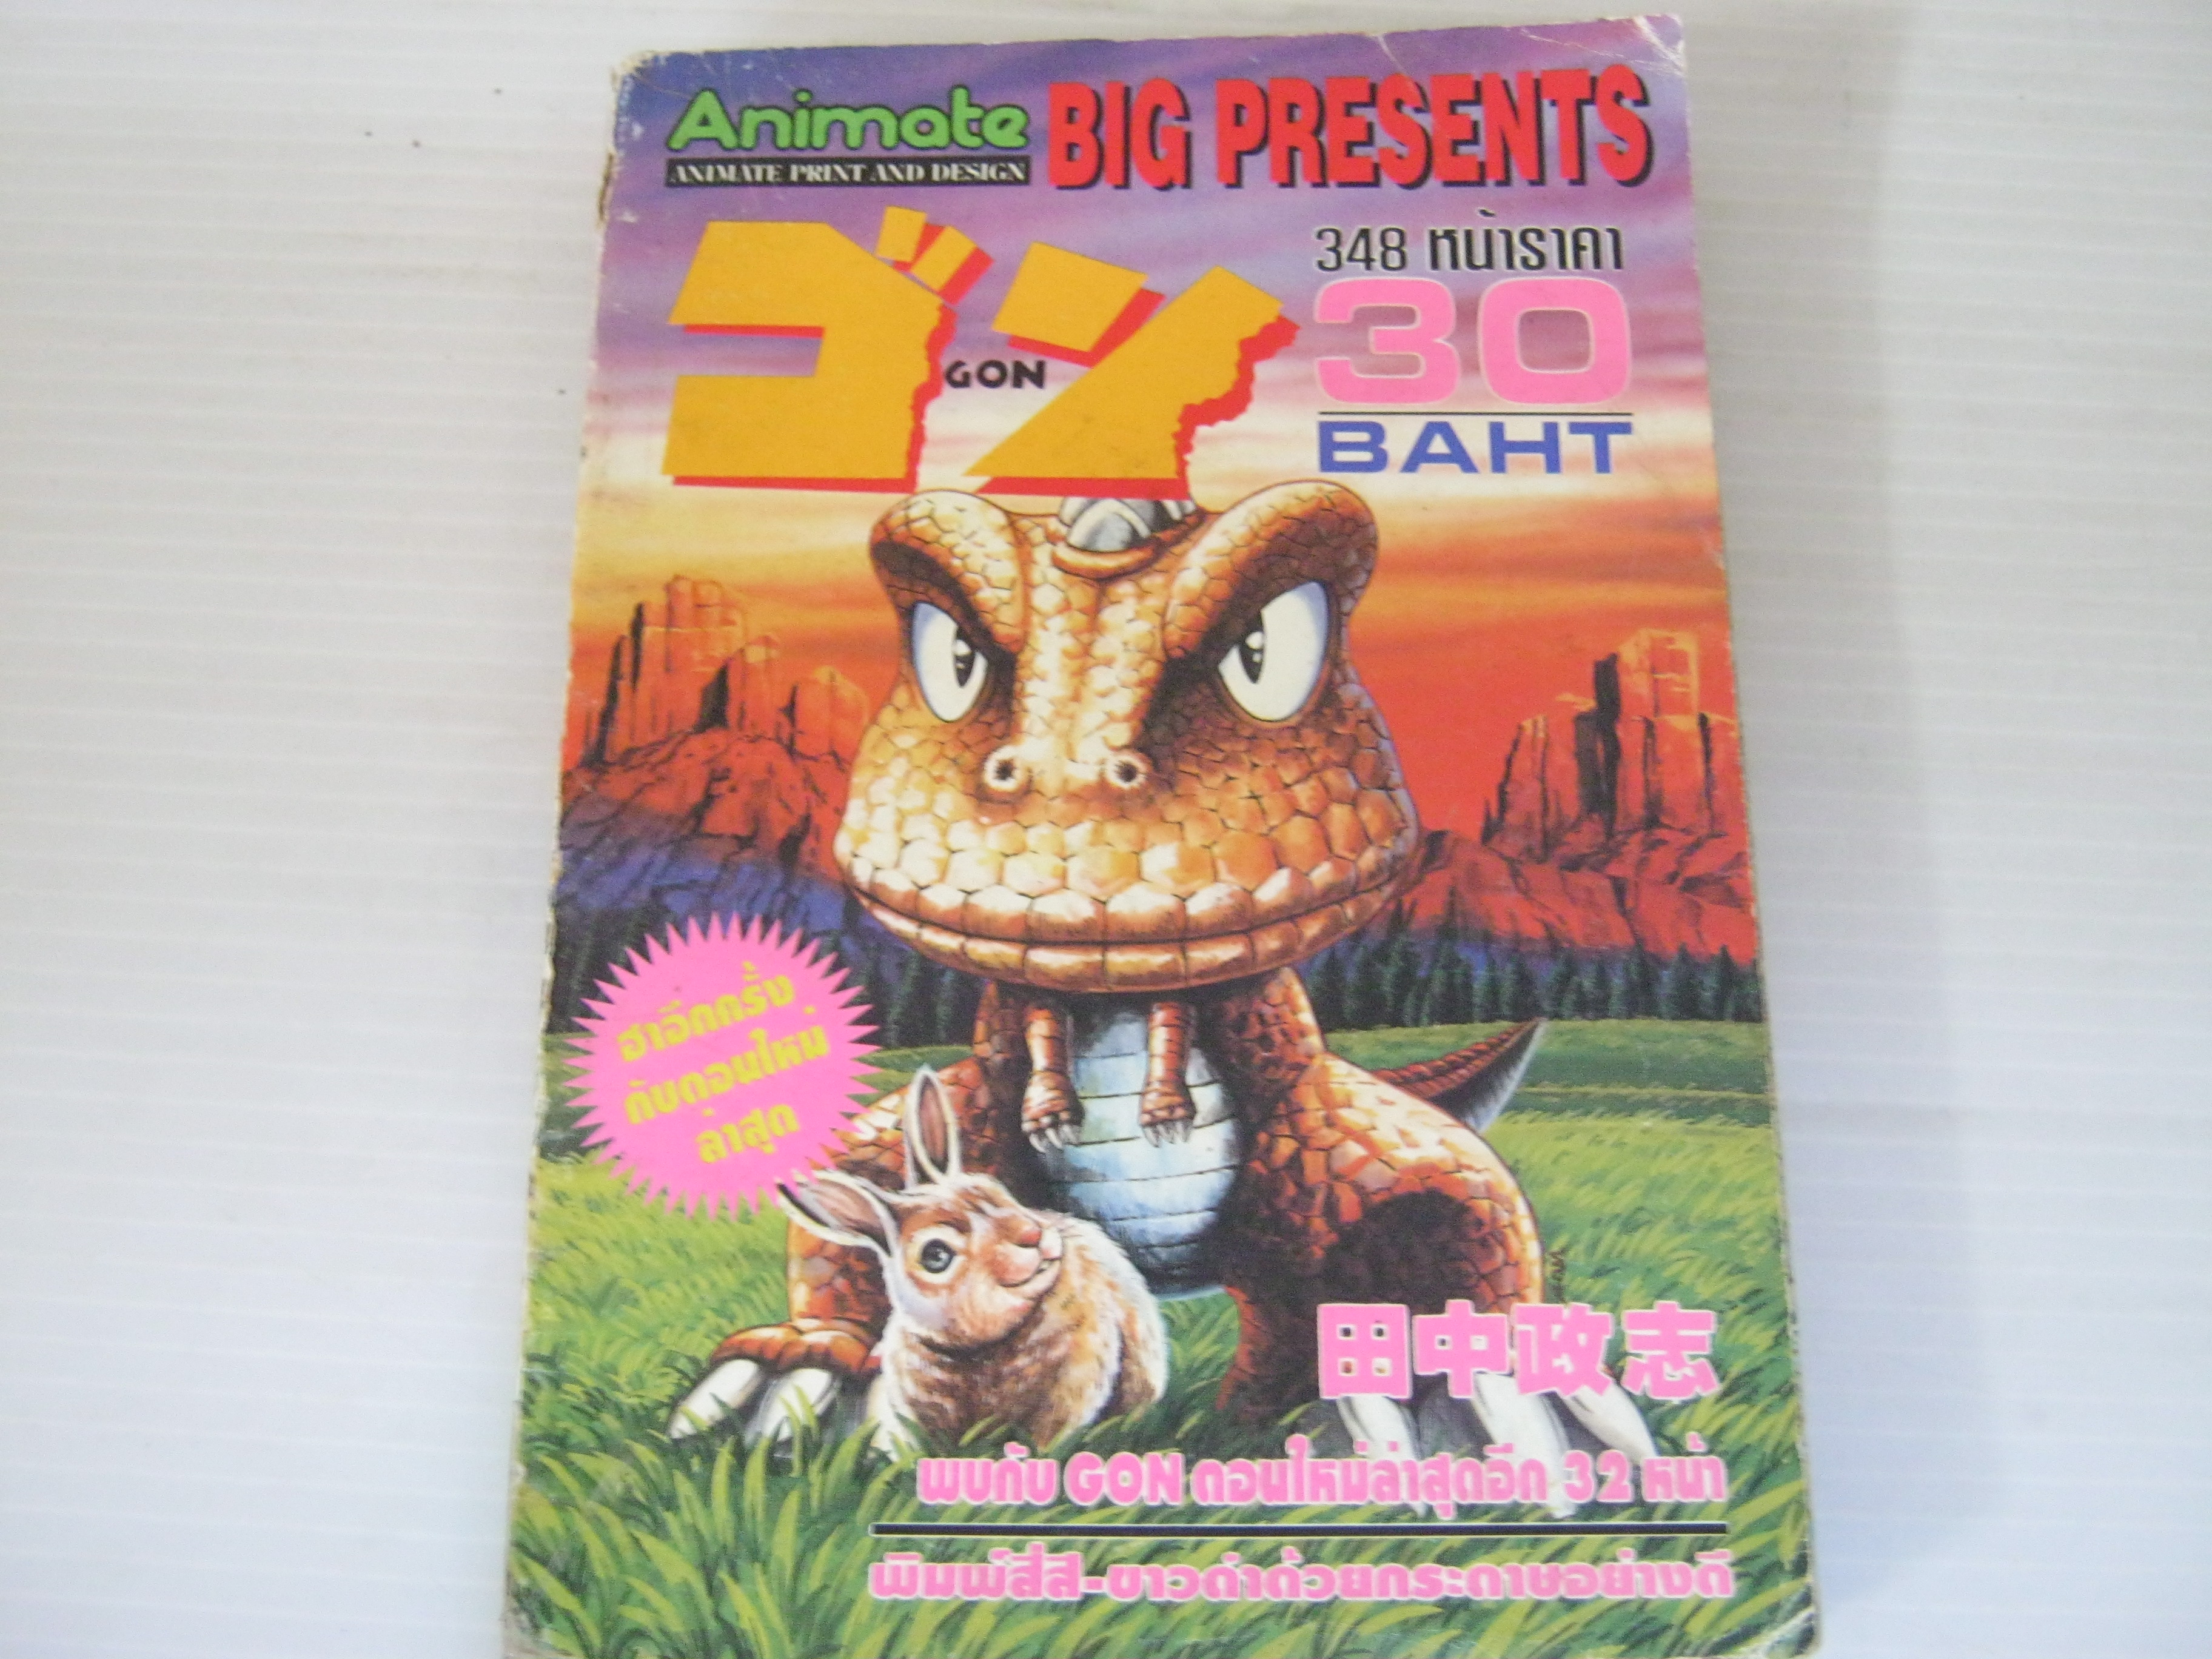 Animate
ANIMATE PRINT AND DESIGN
BIG PRESENTS
ゴン
GON
348 หน้าราคา
30
BAHT
ฮาอีกครั้ง
กับตอนใหม่
ล่าสุด
田中政志
พบกับ GON ตอนใหม่ล่าสุดอีก 32 หน้า
พิมพ์สี่สี-ขาวดำด้วยกระดาษอย่างดี